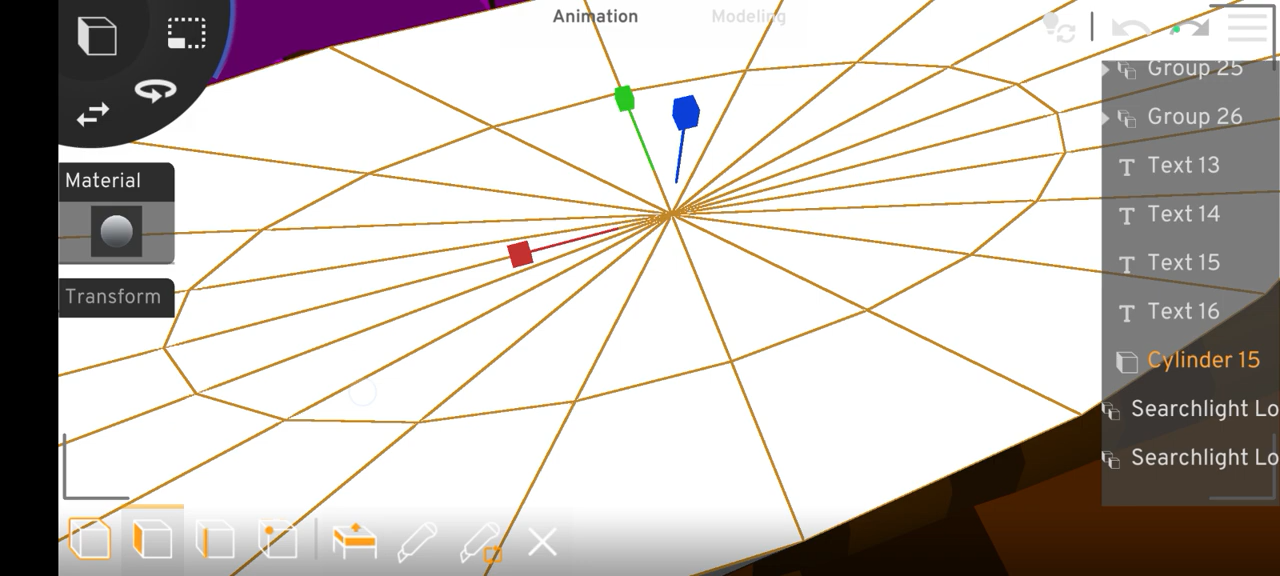 Animation
Modeling
Material
Transform
Group 25
Group 26
Text 13
Text 14
Text 15
Text 16
Cylinder 15
Searchlight Lo
Searchlight Lo